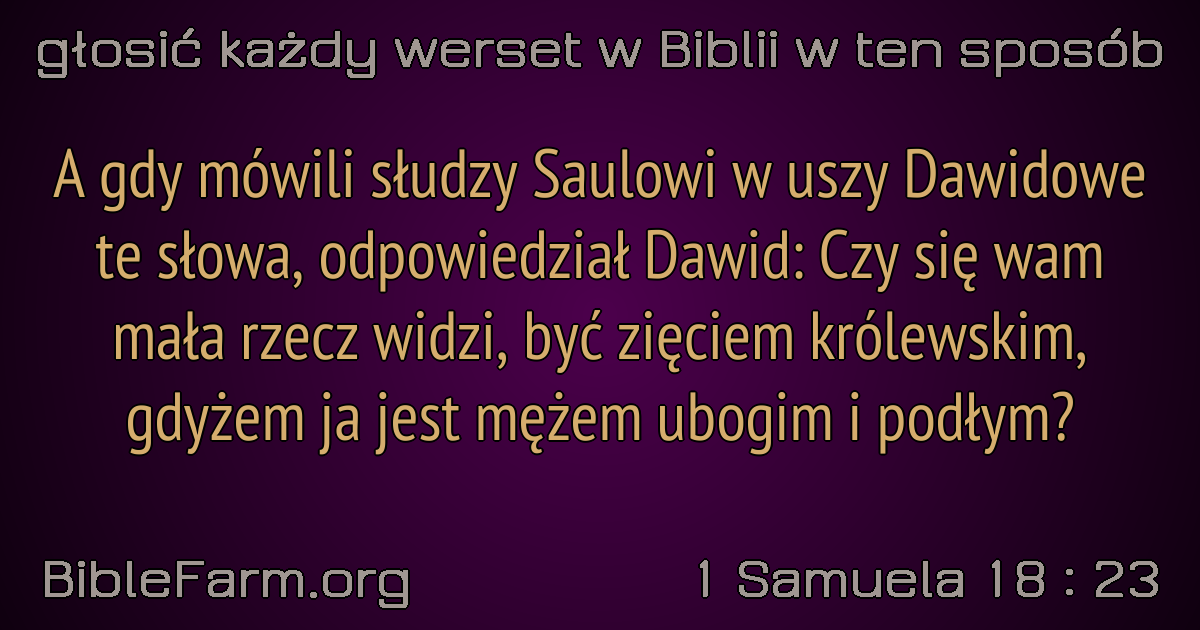 głosić każdy werset w Biblii w ten sposób
A gdy mówili słudzy Saulowi w uszy Dawidowe
te słowa, odpowiedział Dawid: Czy się wam
mała rzecz widzi, być zięciem królewskim,
gdyżem ja jest mężem ubogim i podłym?
BibleFarm.org
1 Samuela 18 : 23